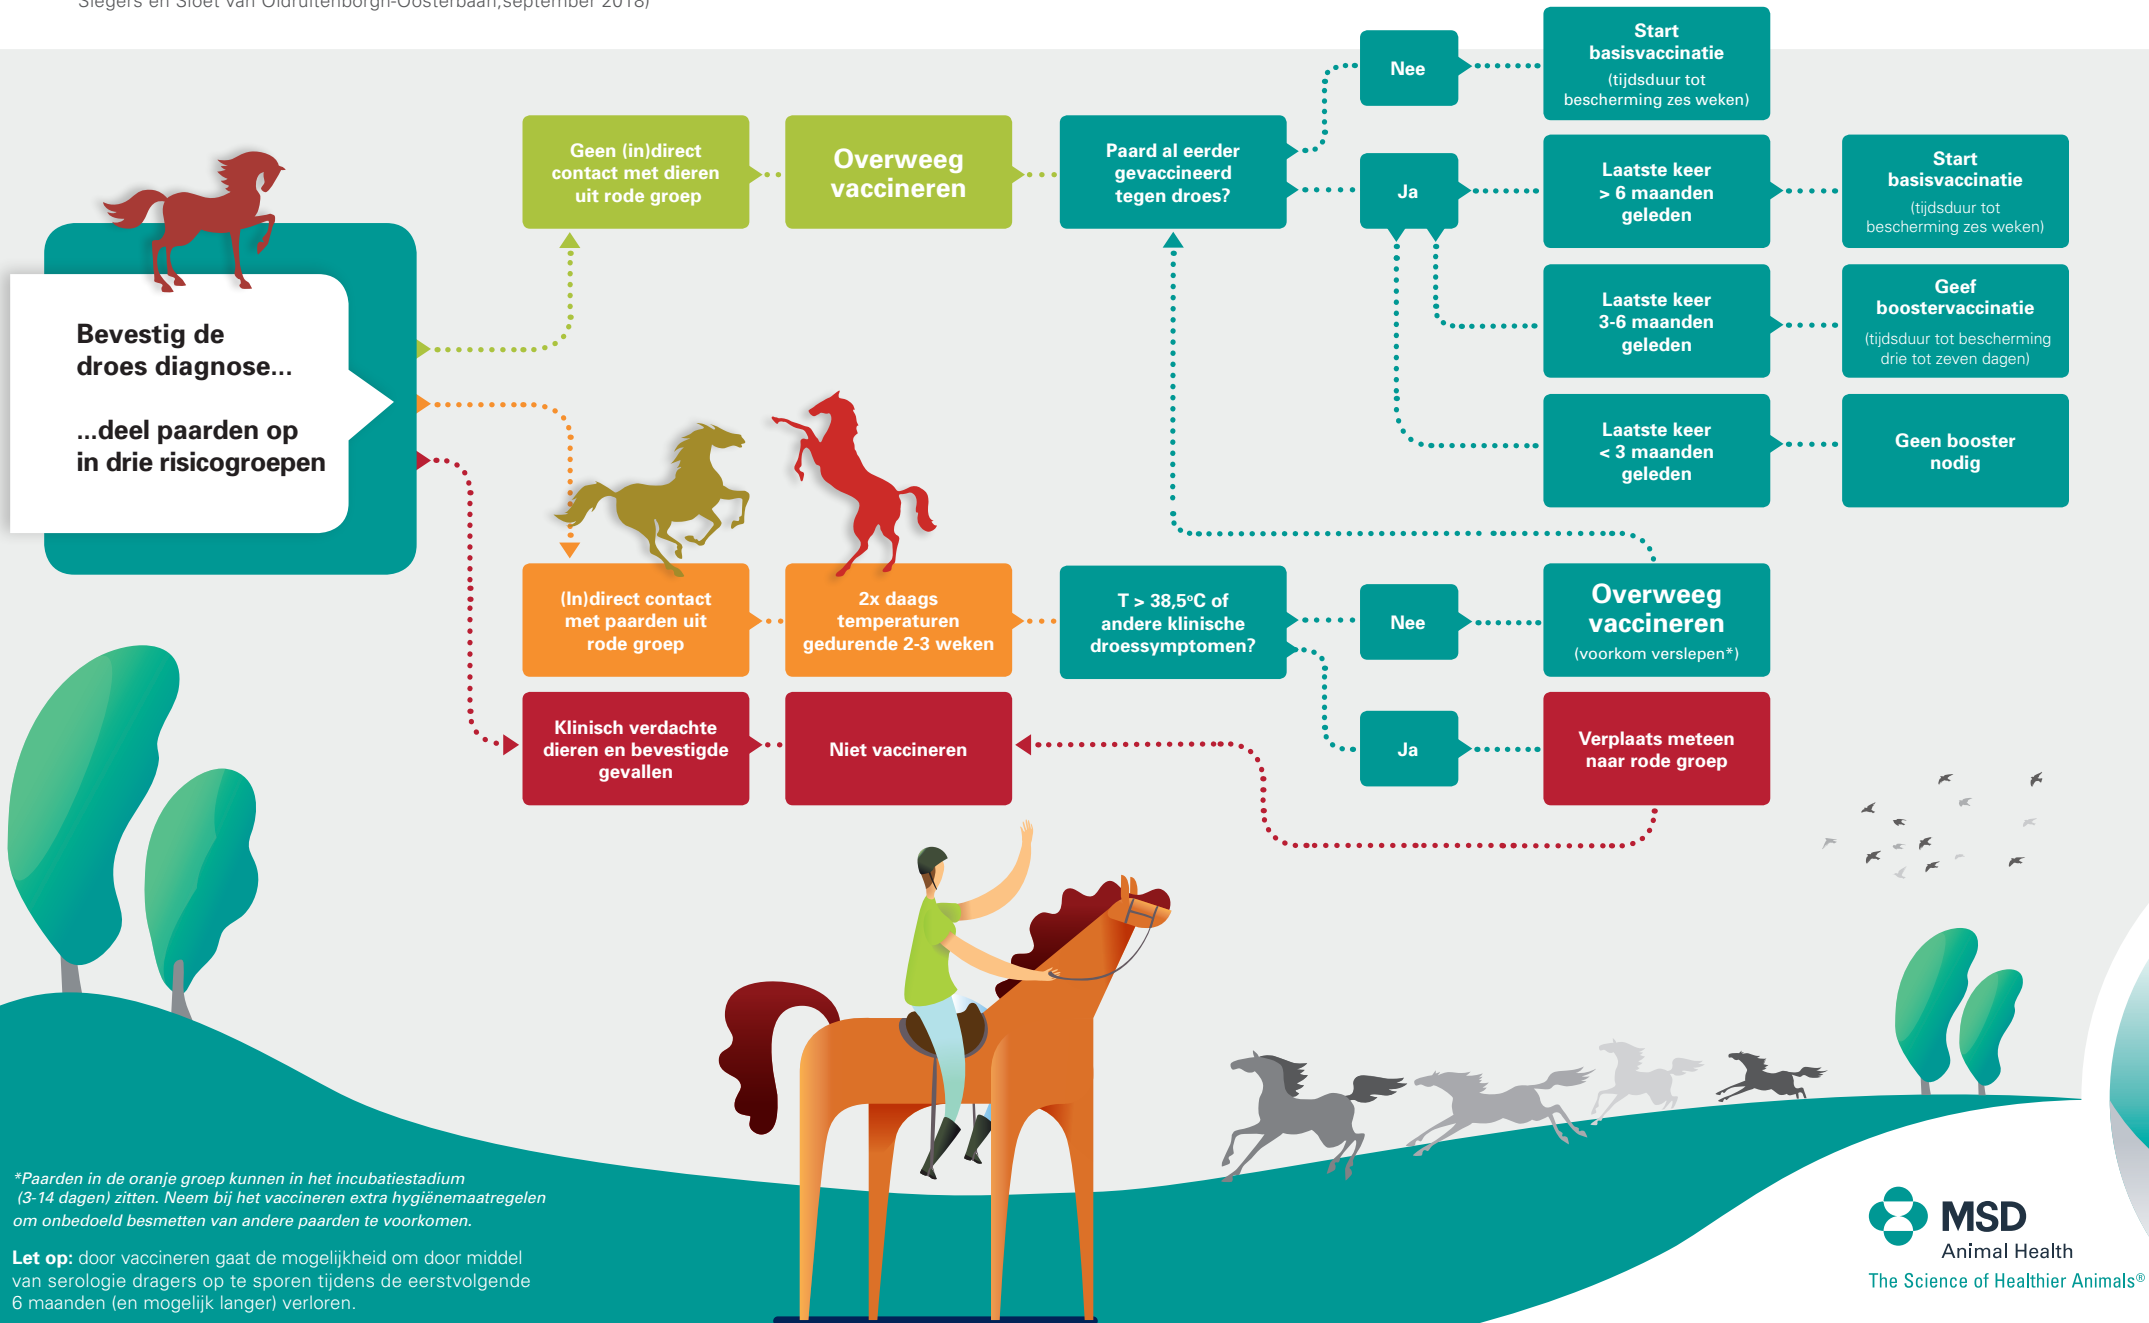 Siegers en Sloet van Oldruitenborgh-Oosterbaan,september 2018)
Bevestig de
droes diagnose...
...deel paarden op
in drie risicogroepen
Geen (in)direct
contact met dieren
uit rode groep
Overweeg
vaccineren
Paard al eerder
gevaccineerd
tegen droes?
Nee
Start
basisvaccinatie
(tijdsduur tot
bescherming zes weken)
Ja
Laatste keer
> 6 maanden
geleden
Start
basisvaccinatie
(tijdsduur tot
bescherming zes weken)
Laatste keer
3-6 maanden
geleden
Geef
boostervaccinatie
(tijdsduur tot bescherming
drie tot zeven dagen)
Laatste keer
< 3 maanden
geleden
Geen booster
nodig
(In)direct contact
met paarden uit
rode groep
2x daags
temperaturen
gedurende 2-3 weken
T > 38,5°C of
andere klinische
droessymptomen?
Nee
Overweeg
vaccineren
(voorkom verslepen*)
Klinisch verdachte
dieren en bevestigde
gevallen
Niet vaccineren
Ja
Verplaats meteen
naar rode groep
*Paarden in de oranje groep kunnen in het incubatiestadium
(3-14 dagen) zitten. Neem bij het vaccineren extra hygiënemaatregelen
om onbedoeld besmetten van andere paarden te voorkomen.
Let op: door vaccineren gaat de mogelijkheid om door middel
van serologie dragers op te sporen tijdens de eerstvolgende
6 maanden (en mogelijk langer) verloren.
MSD
Animal Health
The Science of Healthier Animals®